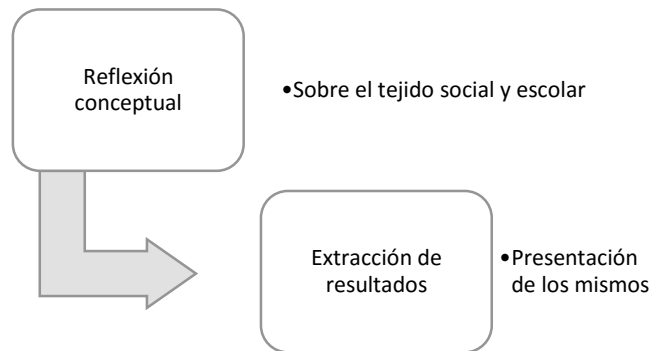 Reflexión
conceptual
•Sobre el tejido social y escolar
Extracción de
resultados
•Presentación
de los mismos